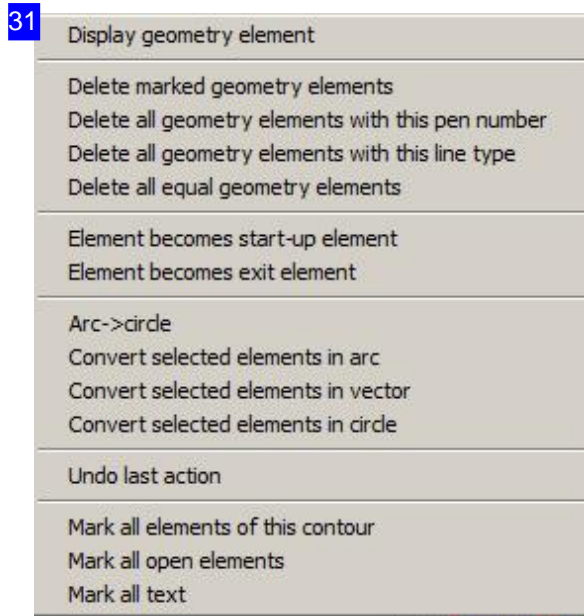 31
Display geometry element
Delete marked geometry elements
Delete all geometry elements with this pen number
Delete all geometry elements with this line type
Delete all equal geometry elements
Element becomes start-up element
Element becomes exit element
Arc->circle
Convert selected elements in arc
Convert selected elements in vector
Convert selected elements in circle
Undo last action
Mark all elements of this contour
Mark all open elements
Mark all text